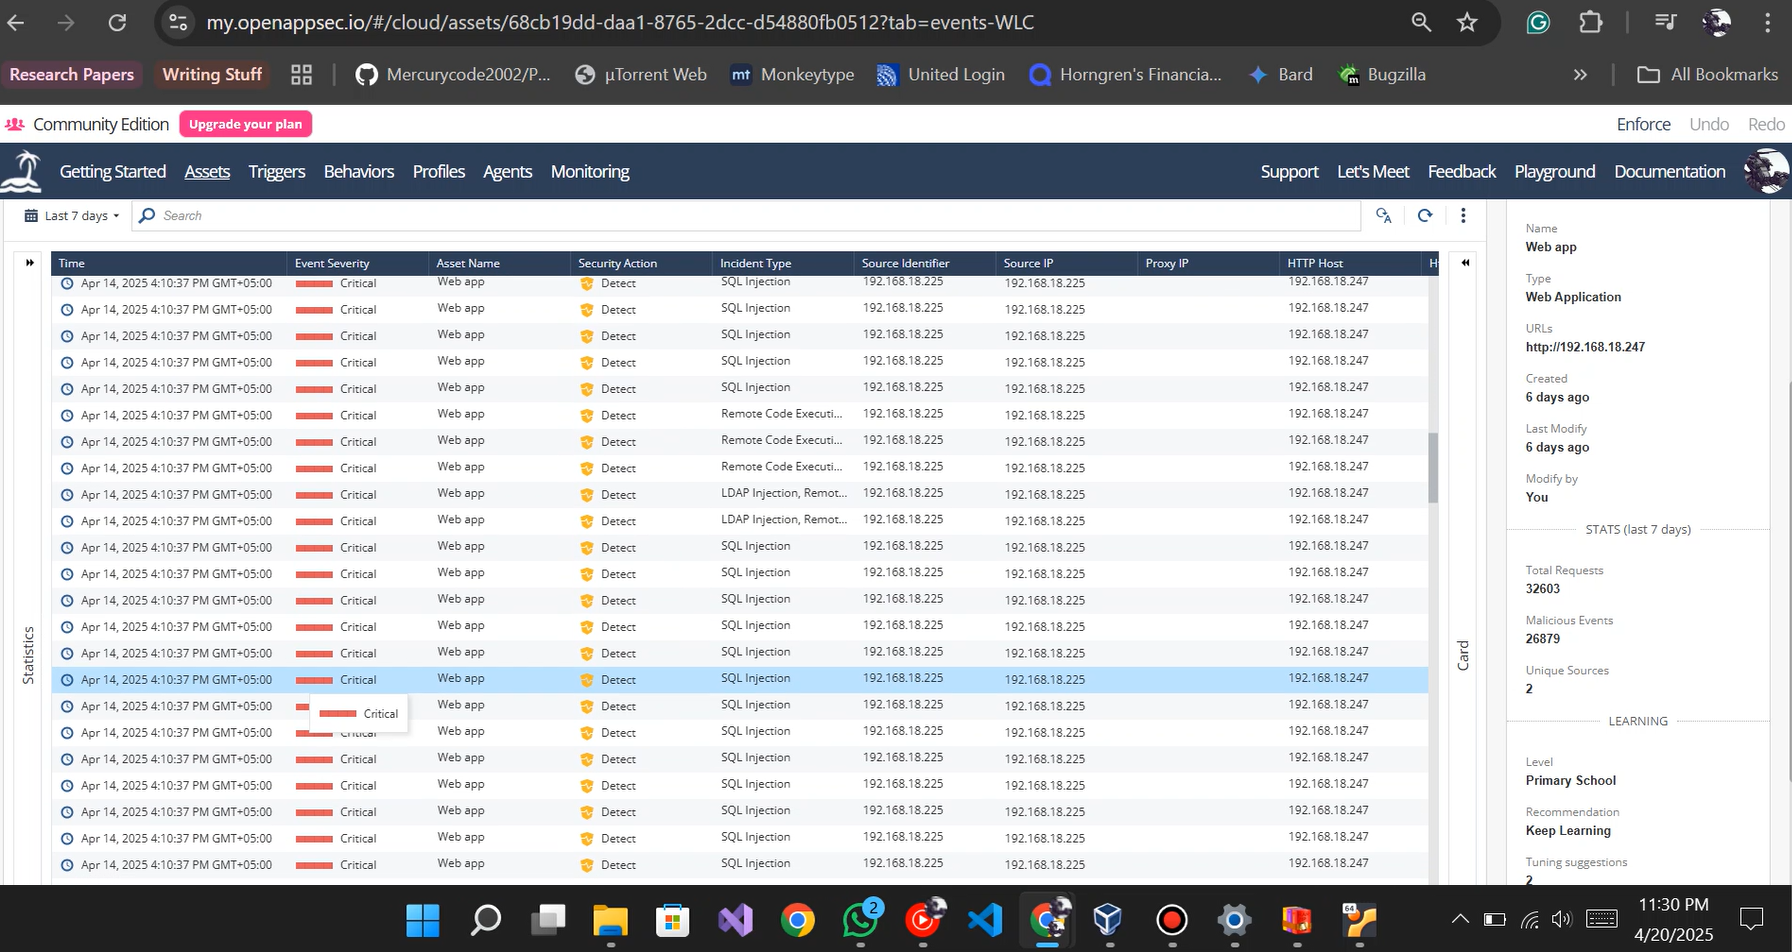 my.openappsec.io/#/cloud/assets/68cb19dd-daa1-8765-2dcc-d54880fb0512?tab=events-WLC
Research Papers Writing Stuff Mercurycode2002/P... µTorrent Web mt Monkeytype United Login Horngren's Financia... Bard Bugzilla » All Bookmarks
Community Edition Upgrade your plan Enforce Undo Redo
Getting Started Assets Triggers Behaviors Profiles Agents Monitoring Support Let's Meet Feedback Playground Documentation
Last 7 days Search
Time Event Severity Asset Name Security Action Incident Type Source Identifier Source IP Proxy IP HTTP Host
Apr 14, 2025 4:10:37 PM GMT+05:00 Critical Web app Detect SQL Injection 192.168.18.225 192.168.18.225 192.168.18.247
Apr 14, 2025 4:10:37 PM GMT+05:00 Critical Web app Detect SQL Injection 192.168.18.225 192.168.18.225 192.168.18.247
Apr 14, 2025 4:10:37 PM GMT+05:00 Critical Web app Detect SQL Injection 192.168.18.225 192.168.18.225 192.168.18.247
Apr 14, 2025 4:10:37 PM GMT+05:00 Critical Web app Detect SQL Injection 192.168.18.225 192.168.18.225 192.168.18.247
Apr 14, 2025 4:10:37 PM GMT+05:00 Critical Web app Detect SQL Injection 192.168.18.225 192.168.18.225 192.168.18.247
Apr 14, 2025 4:10:37 PM GMT+05:00 Critical Web app Detect Remote Code Executi... 192.168.18.225 192.168.18.225 192.168.18.247
Apr 14, 2025 4:10:37 PM GMT+05:00 Critical Web app Detect Remote Code Executi... 192.168.18.225 192.168.18.225 192.168.18.247
Apr 14, 2025 4:10:37 PM GMT+05:00 Critical Web app Detect Remote Code Executi... 192.168.18.225 192.168.18.225 192.168.18.247
Apr 14, 2025 4:10:37 PM GMT+05:00 Critical Web app Detect LDAP Injection, Remot... 192.168.18.225 192.168.18.225 192.168.18.247
Apr 14, 2025 4:10:37 PM GMT+05:00 Critical Web app Detect LDAP Injection, Remot... 192.168.18.225 192.168.18.225 192.168.18.247
Apr 14, 2025 4:10:37 PM GMT+05:00 Critical Web app Detect SQL Injection 192.168.18.225 192.168.18.225 192.168.18.247
Apr 14, 2025 4:10:37 PM GMT+05:00 Critical Web app Detect SQL Injection 192.168.18.225 192.168.18.225 192.168.18.247
Apr 14, 2025 4:10:37 PM GMT+05:00 Critical Web app Detect SQL Injection 192.168.18.225 192.168.18.225 192.168.18.247
Apr 14, 2025 4:10:37 PM GMT+05:00 Critical Web app Detect SQL Injection 192.168.18.225 192.168.18.225 192.168.18.247
Apr 14, 2025 4:10:37 PM GMT+05:00 Critical Web app Detect SQL Injection 192.168.18.225 192.168.18.225 192.168.18.247
Apr 14, 2025 4:10:37 PM GMT+05:00 Critical Web app Detect SQL Injection 192.168.18.225 192.168.18.225 192.168.18.247
Apr 14, 2025 4:10:37 PM GMT+05:00 Web app Detect SQL Injection 192.168.18.225 192.168.18.225 192.168.18.247
Critical
Apr 14, 2025 4:10:37 PM GMT+05:00 Critical Web app Detect SQL Injection 192.168.18.225 192.168.18.225 192.168.18.247
Apr 14, 2025 4:10:37 PM GMT+05:00 Critical Web app Detect SQL Injection 192.168.18.225 192.168.18.225 192.168.18.247
Apr 14, 2025 4:10:37 PM GMT+05:00 Critical Web app Detect SQL Injection 192.168.18.225 192.168.18.225 192.168.18.247
Apr 14, 2025 4:10:37 PM GMT+05:00 Critical Web app Detect SQL Injection 192.168.18.225 192.168.18.225 192.168.18.247
Apr 14, 2025 4:10:37 PM GMT+05:00 Critical Web app Detect SQL Injection 192.168.18.225 192.168.18.225 192.168.18.247
Apr 14, 2025 4:10:37 PM GMT+05:00 Critical Web app Detect SQL Injection 192.168.18.225 192.168.18.225 192.168.18.247
Statistics
Card
Name
Web app
Type
Web Application
URLs
http://192.168.18.247
Created
6 days ago
Last Modify
6 days ago
Modify by
You
STATS (last 7 days)
Total Requests
32603
Malicious Events
26879
Unique Sources
2
LEARNING
Level
Primary School
Recommendation
Keep Learning
Tuning suggestions
2
2
64
11:30 PM
4/20/2025